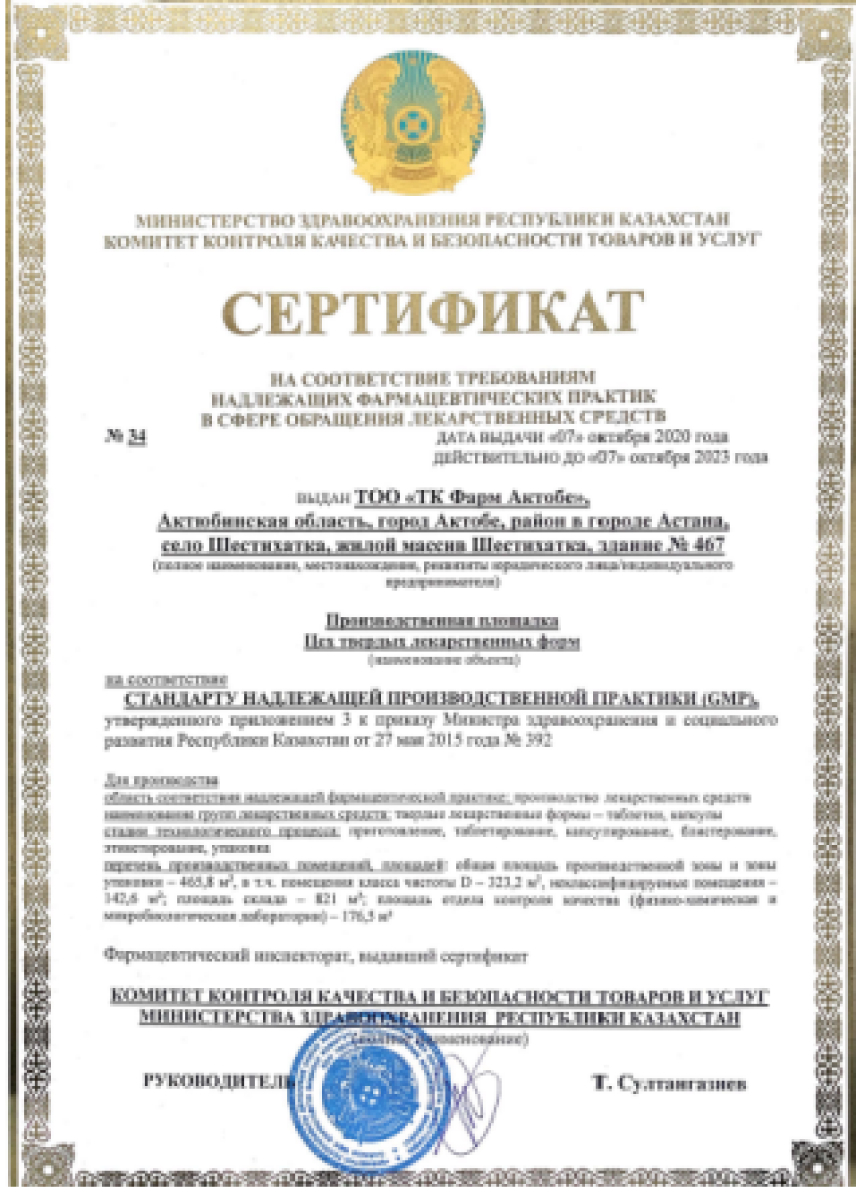 МИНИСТЕРСТВО ЗДРАВООХРАНЕНИЯ РЕСПУБЛИКИ КАЗАХСТАН
КОМИТЕТ КОНТРОЛЯ КАЧЕСТВА И БЕЗОПАСНОСТИ ТОВАРОВ И УСЛУГ
СЕРТИФИКАТ
НА СООТВЕТСТВИЕ ТРЕБОВАНИЯМ
НАДЛЕЖАЩИХ ФАРМАЦЕВТИЧЕСКИХ ПРАКТИК
В СФЕРЕ ОБРАЩЕНИЯ ЛЕКАРСТВЕННЫХ СРЕДСТВ
№ 34
ДАТА ВЫДАЧИ «07» октября 2020 года
ДЕЙСТВИТЕЛЬНО ДО «07» октября 2023 года
ВЫДАН ТОО «ТК Фарм Актобе»,
Актюбинская область, город Актобе, район в городе Астана,
село Шестихатка, жилой массив Шестихатка, здание № 467
(полное наименование, местонахождение, реквизиты юридического лица/индивидуального
предпринимателя)
Производственная площадка
Цех твердых лекарственных форм
(наименование объекта)
на соответствие
СТАНДАРТУ НАДЛЕЖАЩЕЙ ПРОИЗВОДСТВЕННОЙ ПРАКТИКИ (GMP),
утвержденного приложением 3 к приказу Министра здравоохранения и социального
развития Республики Казахстан от 27 мая 2015 года № 392
Для производства
область соответствия надлежащей фармацевтической практике: производство лекарственных средств
наименование групп лекарственных средств: твердые лекарственные формы – таблетки, капсулы
стадии технологического процесса: приготовление, таблетирование, капсулирование, блистерование,
этикетирование, упаковка
перечень производственных помещений, площадей: общая площадь производственной зоны и зоны
упаковки – 465,8 м², в т.ч. помещения класса чистоты D – 323,2 м², неклассифицируемые помещения –
142,6 м²; площадь склада – 821 м²; площадь отдела контроля качества (физико-химическая и
микробиологическая лаборатории) – 176,5 м²
Фармацевтический инспекторат, выдавший сертификат
КОМИТЕТ КОНТРОЛЯ КАЧЕСТВА И БЕЗОПАСНОСТИ ТОВАРОВ И УСЛУГ
МИНИСТЕРСТВА ЗДРАВООХРАНЕНИЯ РЕСПУБЛИКИ КАЗАХСТАН
(полное наименование)
РУКОВОДИТЕЛЬ
Т. Султангазиев